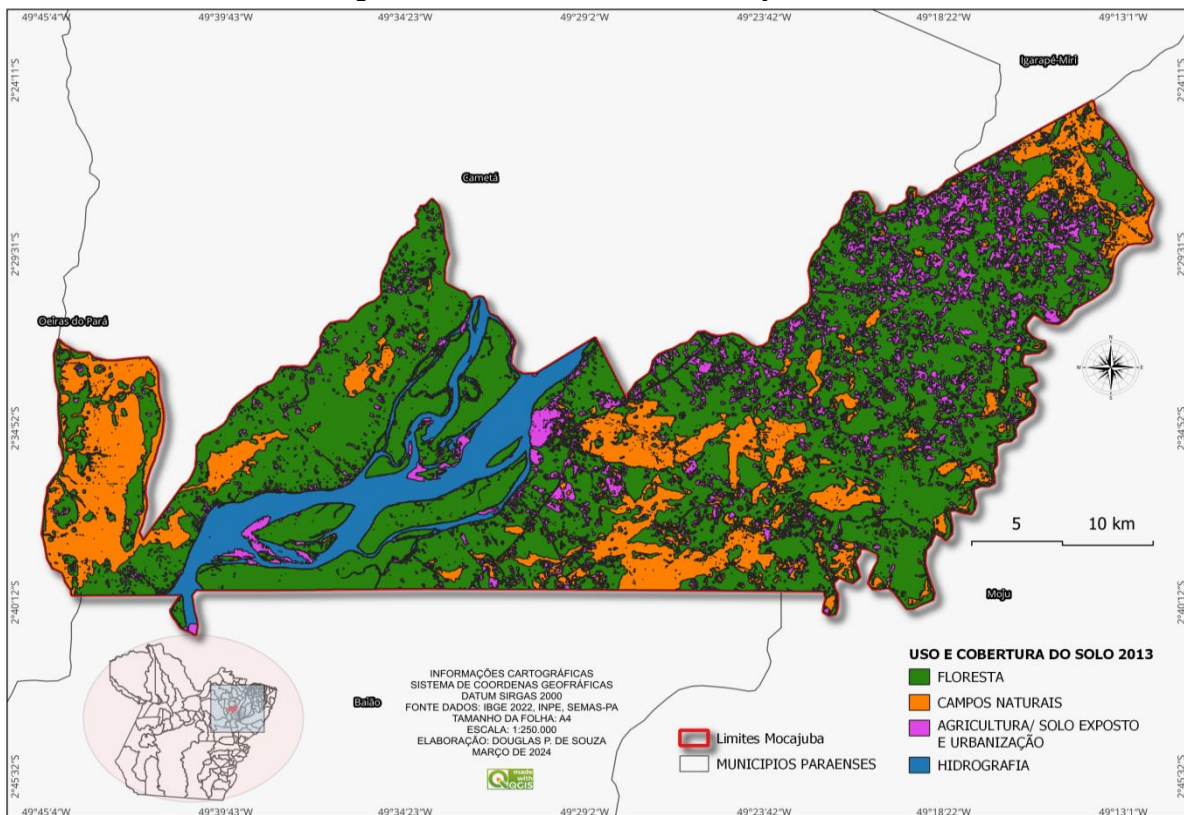 49°45'4"W 49°39'43"W 49°34'23"W 49°29'2"W 49°23'42"W 49°18'22"W 49°13'1"W
2°24'11"S 2°24'11"S
Igarapé-Miri
Cametá
2°29'31"S 2°29'31"S
Oeiras do Pará
N
W E
S
2°34'52"S 2°34'52"S
5 10 km
Moju
2°40'12"S 2°40'12"S
Baião
INFORMAÇÕES CARTOGRÁFICAS
SISTEMA DE COORDENAS GEOFRÁFICAS
DATUM SIRGAS 2000
FONTE DADOS: IBGE 2022, INPE, SEMAS-PA
TAMANHO DA FOLHA: A4
ESCALA: 1:250.000
ELABORAÇÃO: DOUGLAS P. DE SOUZA
MARÇO DE 2024
made
with
QGIS
Limites Mocajuba
MUNICIPIOS PARAENSES
USO E COBERTURA DO SOLO 2013
FLORESTA
CAMPOS NATURAIS
AGRICULTURA/ SOLO EXPOSTO
E URBANIZAÇÃO
HIDROGRAFIA
2°45'32"S 2°45'32"S
49°45'4"W 49°39'43"W 49°34'23"W 49°29'2"W 49°23'42"W 49°18'22"W 49°13'1"W